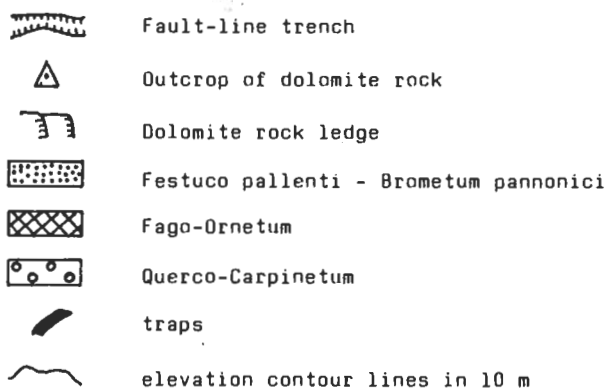 Fault-line trench
Outcrop of dolomite rock
Dolomite rock ledge
Festuco pallenti - Brometum pannonici
Fago-Ornetum
Querco-Carpinetum
traps
elevation contour lines in 10 m